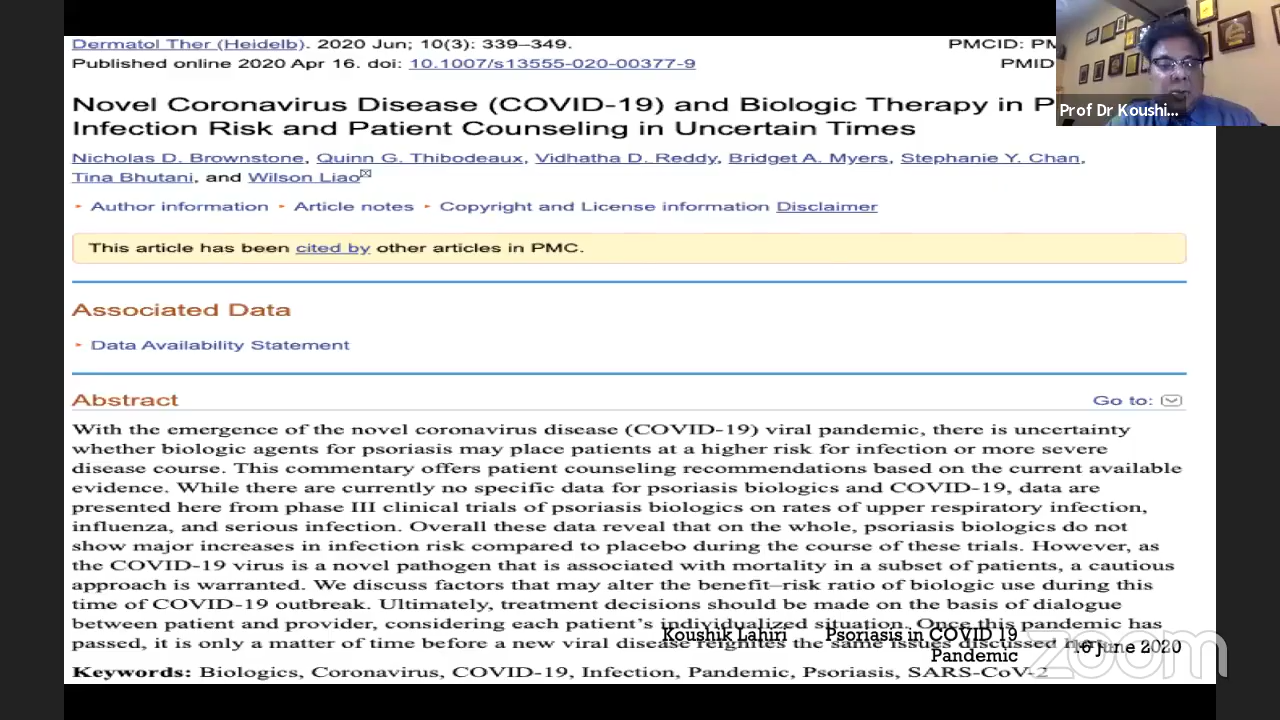 Dermatol Ther (Heidelb). 2020 Jun; 10(3): 339–349.
PMCID: PM
Published online 2020 Apr 16. doi: 10.1007/s13555-020-00377-9
PMID
Prof Dr Koushi...
Novel Coronavirus Disease (COVID-19) and Biologic Therapy in P
Infection Risk and Patient Counseling in Uncertain Times
Nicholas D. Brownstone, Quinn G. Thibodeaux, Vidhatha D. Reddy, Bridget A. Myers, Stephanie Y. Chan,
Tina Bhutani, and Wilson Liao
Author information Article notes Copyright and License information Disclaimer
This article has been cited by other articles in PMC.
Associated Data
Data Availability Statement
Abstract
Go to:
With the emergence of the novel coronavirus disease (COVID-19) viral pandemic, there is uncertainty
whether biologic agents for psoriasis may place patients at a higher risk for infection or more severe
disease course. This commentary offers patient counseling recommendations based on the current available
evidence. While there are currently no specific data for psoriasis biologics and COVID-19, data are
presented here from phase III clinical trials of psoriasis biologics on rates of upper respiratory infection,
influenza, and serious infection. Overall these data reveal that on the whole, psoriasis biologics do not
show major increases in infection risk compared to placebo during the course of these trials. However, as
the COVID-19 virus is a novel pathogen that is associated with mortality in a subset of patients, a cautious
approach is warranted. We discuss factors that may alter the benefit–risk ratio of biologic use during this
time of COVID-19 outbreak. Ultimately, treatment decisions should be made on the basis of dialogue
between patient and provider, considering each patient's individualized situation. Once this pandemic has
passed, it is only a matter of time before a new viral disease reignites the same issues discussed
Koushik Lahiri
Psoriasis in COVID 19
Pandemic
16 June 2020
zoom
Keywords: Biologics, Coronavirus, COVID-19, Infection, Pandemic, Psoriasis, SARS-CoV-2